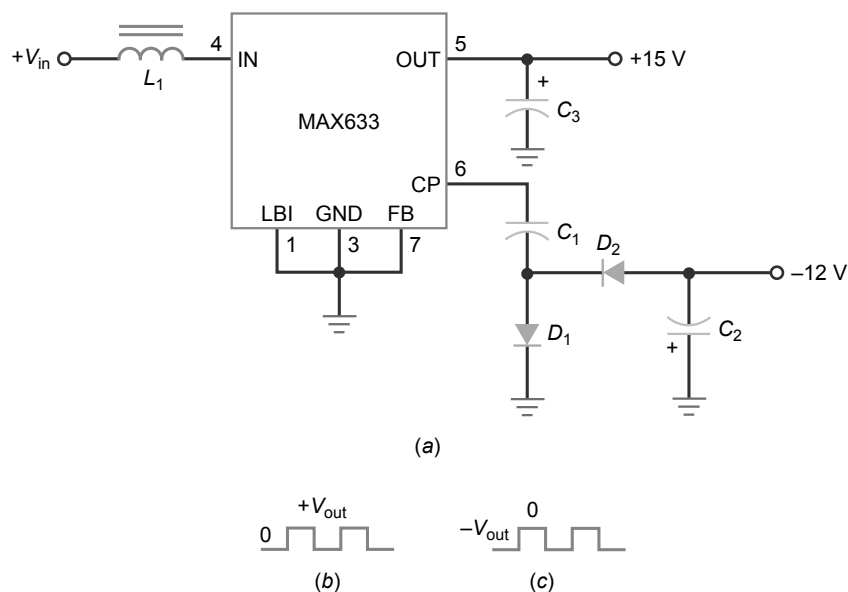 +Vin
L1
4
IN
MAX633
OUT
5
+15 V
+
C3
CP
6
C1
D2
–12 V
LBI
GND
FB
1
3
7
D1
+
C2
(a)
0
+Vout
(b)
–Vout
0
(c)